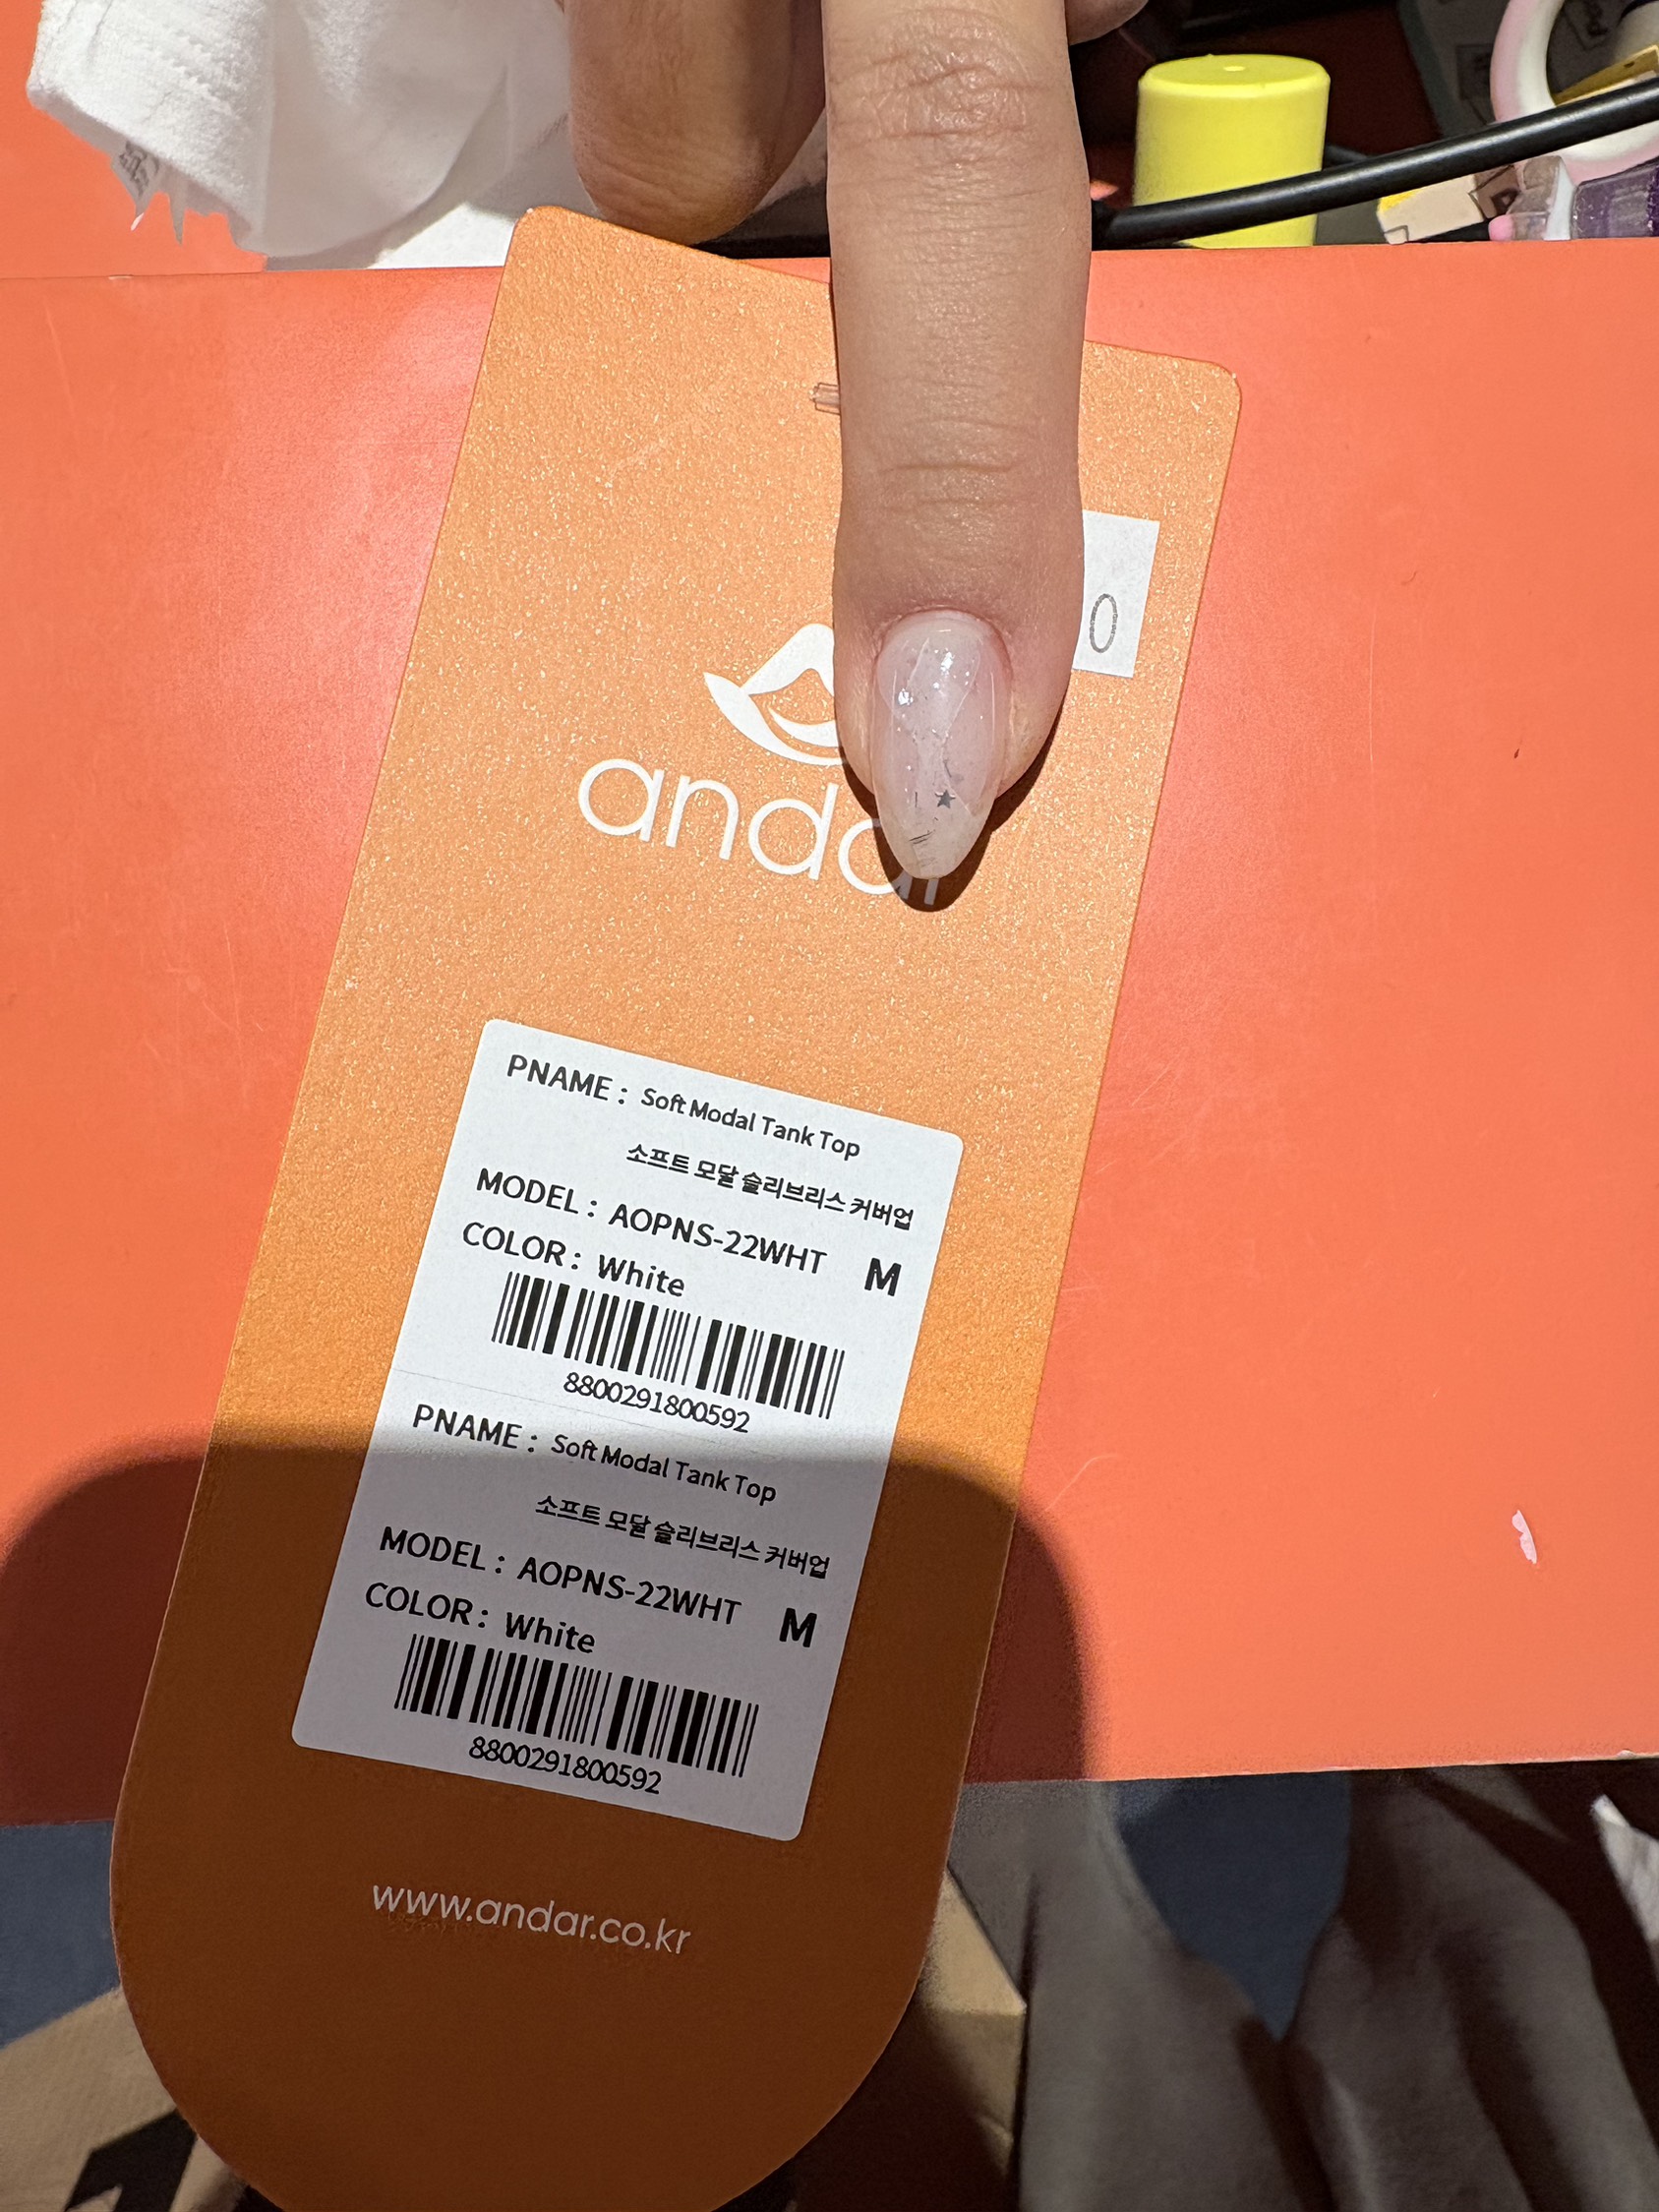 0
andar
PNAME : Soft Modal Tank Top
소프트 모달 슬리브리스 커버업
MODEL : AOPNS-22WHT M
COLOR : White
8800291800592
PNAME : Soft Modal Tank Top
소프트 모달 슬리브리스 커버업
MODEL : AOPNS-22WHT M
COLOR : White
8800291800592
www.andar.co.kr